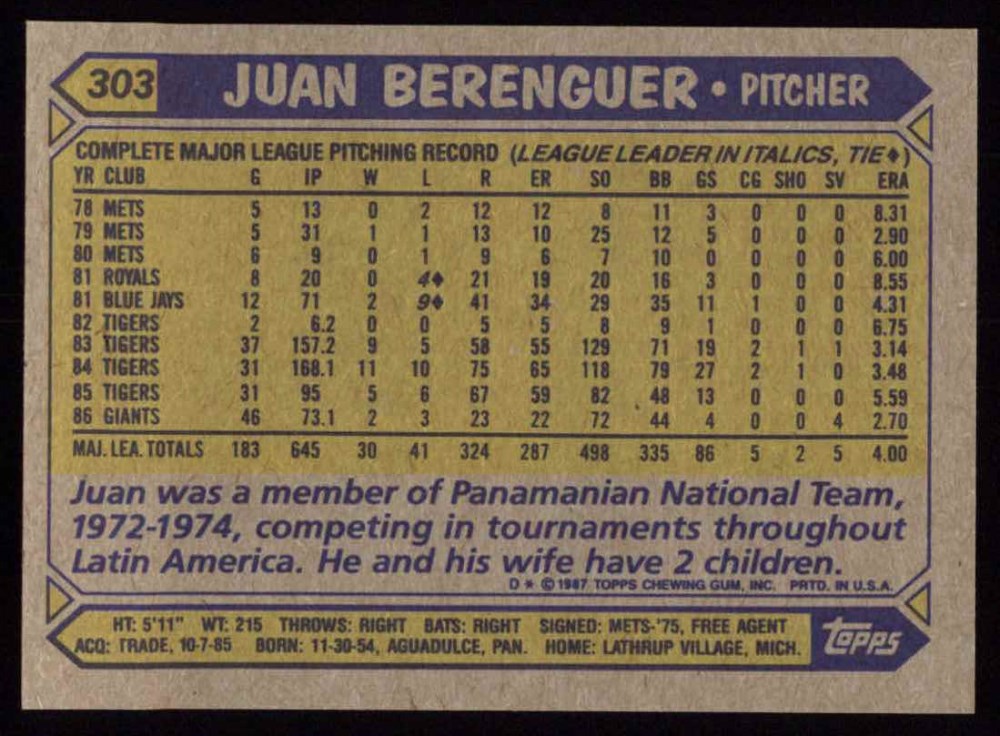 303 JUAN BERENGUER • PITCHER
COMPLETE MAJOR LEAGUE PITCHING RECORD (LEAGUE LEADER IN ITALICS, TIE♦)
YR CLUB G IP W L R ER SO BB GS CG SHO SV ERA
78 METS 5 13 0 2 12 12 8 11 3 0 0 0 8.31
79 METS 5 31 1 1 13 10 25 12 5 0 0 0 2.90
80 METS 6 9 0 1 9 6 7 10 0 0 0 0 6.00
81 ROYALS 8 20 0 4♦ 21 19 20 16 3 0 0 0 8.55
81 BLUE JAYS 12 71 2 9♦ 41 34 29 35 11 1 0 0 4.31
82 TIGERS 2 6.2 0 0 5 5 8 9 1 0 0 0 6.75
83 TIGERS 37 157.2 9 5 58 55 129 71 19 2 1 1 3.14
84 TIGERS 31 168.1 11 10 75 65 118 79 27 2 1 0 3.48
85 TIGERS 31 95 5 6 67 59 82 48 13 0 0 0 5.59
86 GIANTS 46 73.1 2 3 23 22 72 44 4 0 0 4 2.70
MAJ. LEA. TOTALS 183 645 30 41 324 287 498 335 86 5 2 5 4.00
Juan was a member of Panamanian National Team,
1972-1974, competing in tournaments throughout
Latin America. He and his wife have 2 children.
D * © 1987 TOPPS CHEWING GUM, INC. PRTD. IN U.S.A.
HT: 5'11" WT: 215 THROWS: RIGHT BATS: RIGHT SIGNED: METS-'75, FREE AGENT
ACQ: TRADE, 10-7-85 BORN: 11-30-54, AGUADULCE, PAN. HOME: LATHRUP VILLAGE, MICH.
topps